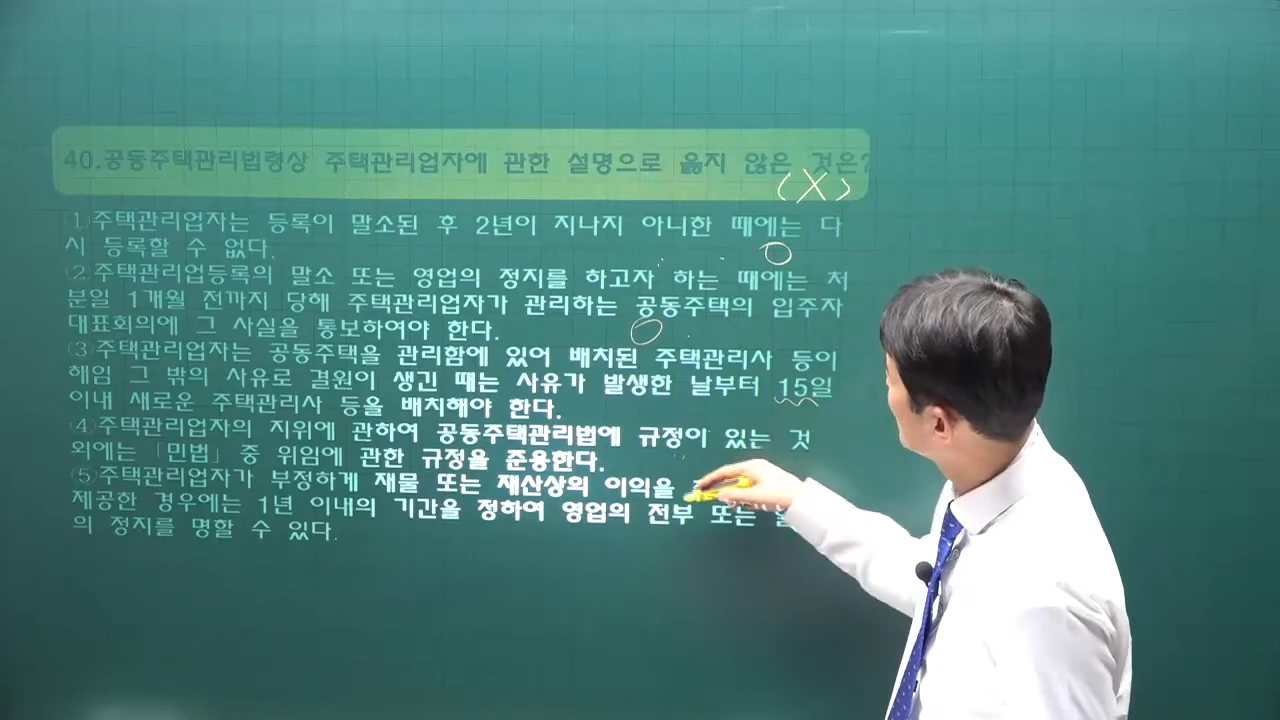 40.공동주택관리법령상 주택관리업자에 관한 설명으로 옳지 않은 것은?
(X)
(1)주택관리업자는 등록이 말소된 후 2년이 지나지 아니한 때에는 다
시 등록할 수 없다.
(2)주택관리업등록의 말소 또는 영업의 정지를 하고자 하는 때에는 처
분일 1개월 전까지 당해 주택관리업자가 관리하는 공동주택의 입주자
대표회의에 그 사실을 통보하여야 한다.
(3)주택관리업자는 공동주택을 관리함에 있어 배치된 주택관리사 등이
해임 그 밖의 사유로 결원이 생긴 때는 사유가 발생한 날부터 15일
이내 새로운 주택관리사 등을 배치해야 한다.
(4)주택관리업자의 지위에 관하여 공동주택관리법에 규정이 있는 것
외에는 「민법」 중 위임에 관한 규정을 준용한다.
(5)주택관리업자가 부정하게 재물 또는 재산상의 이익을
제공한 경우에는 1년 이내의 기간을 정하여 영업의 전부 또는
의 정지를 명할 수 있다.